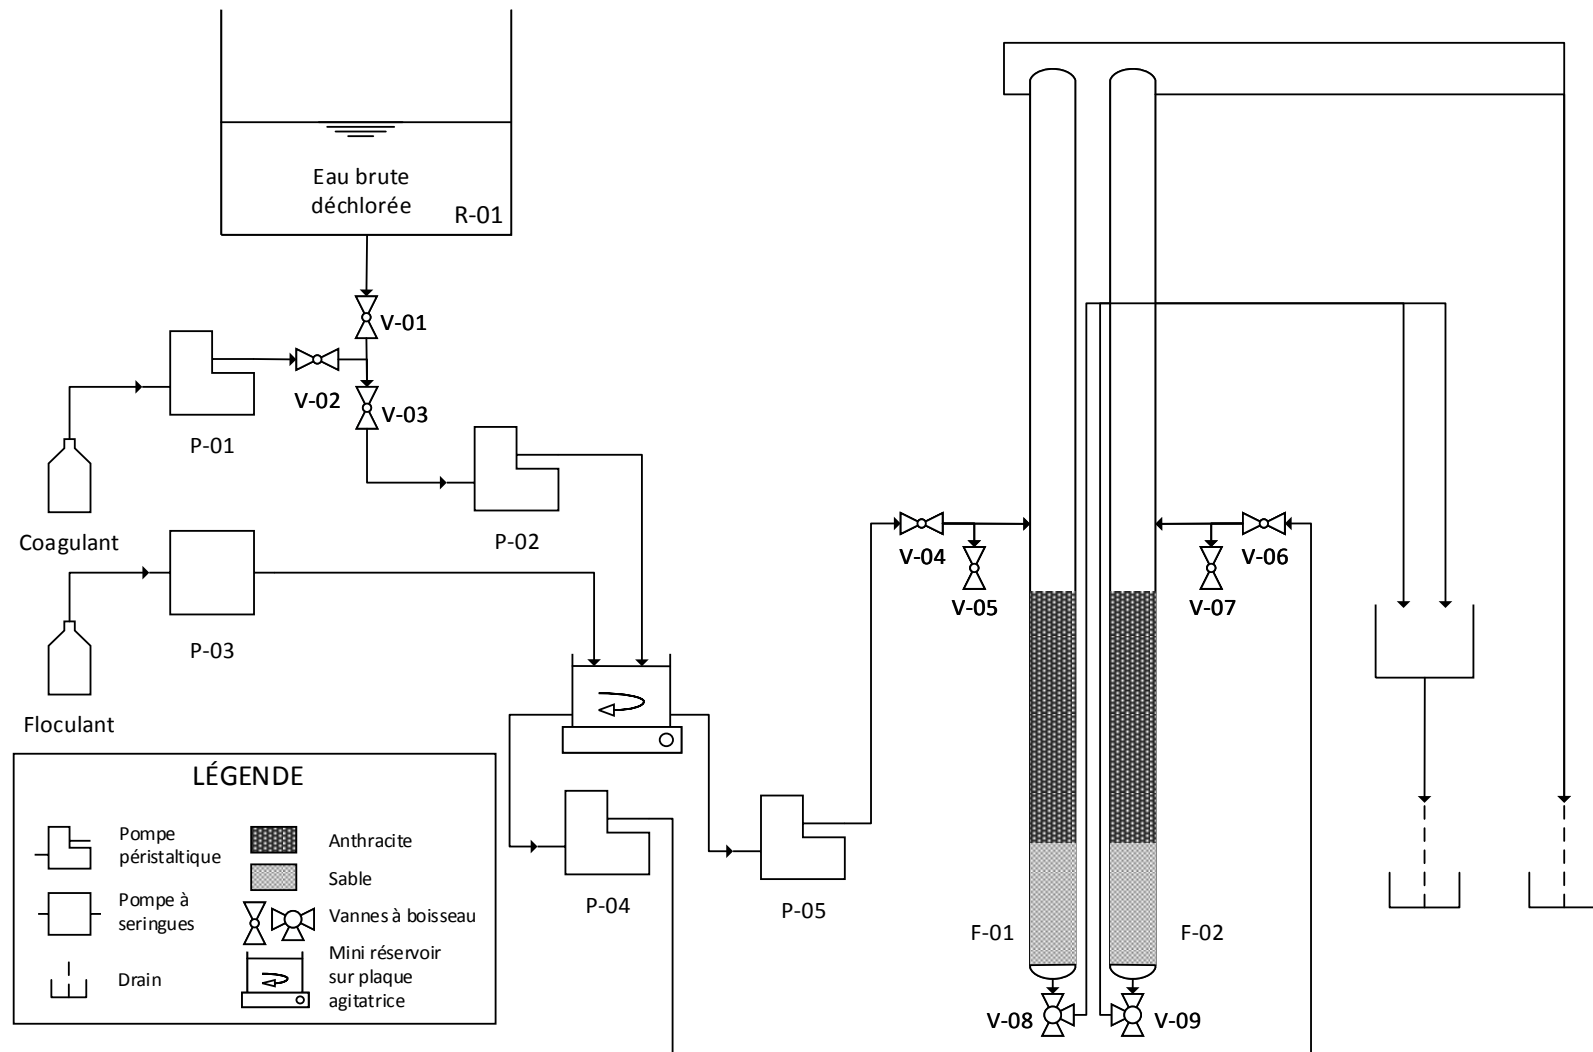 Eau brute
déchlorée
R-01
V-01
V-02
V-03
P-01
P-02
Coagulant
P-03
Floculant
V-04
V-05
V-06
V-07
P-04
P-05
F-01
F-02
V-08
V-09
LÉGENDE
Pompe
péristaltique
Pompe à
seringues
Drain
Anthracite
Sable
Vannes à boisseau
Mini réservoir
sur plaque
agitatrice